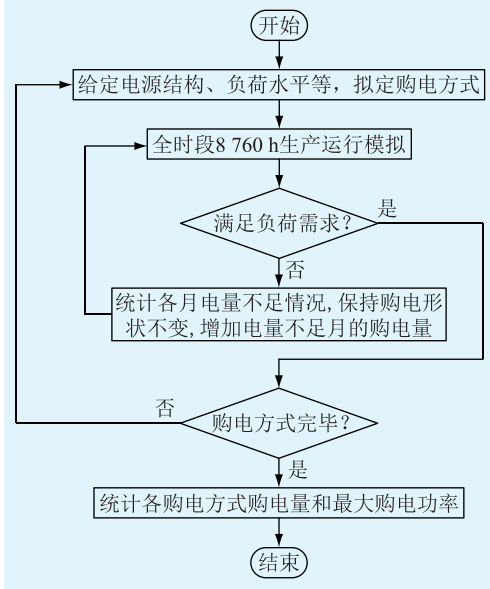 开始
给定电源结构、负荷水平等，拟定购电方式
全时段8 760 h生产运行模拟
满足负荷需求？
是
否
统计各月电量不足情况,保持购电形
状不变,增加电量不足月的购电量
否
购电方式完毕？
是
统计各购电方式购电量和最大购电功率
结束